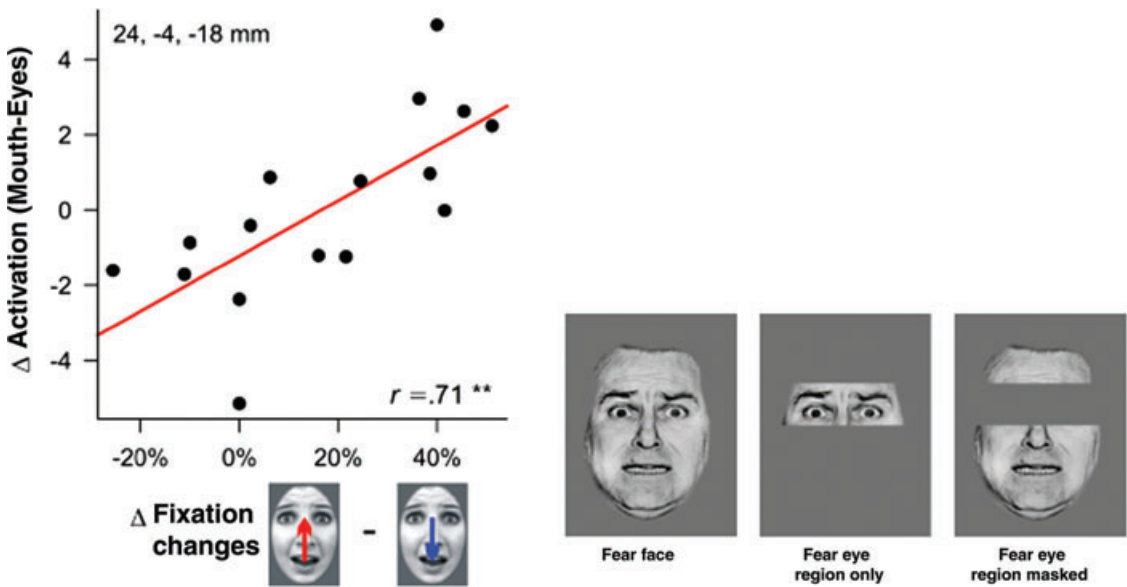 24, -4, -18 mm
Δ Activation (Mouth-Eyes)
4
2
0
-2
-4
r =.71 **
-20%
0%
20%
40%
Δ Fixation
changes
-
Fear face
Fear eye
region only
Fear eye
region masked